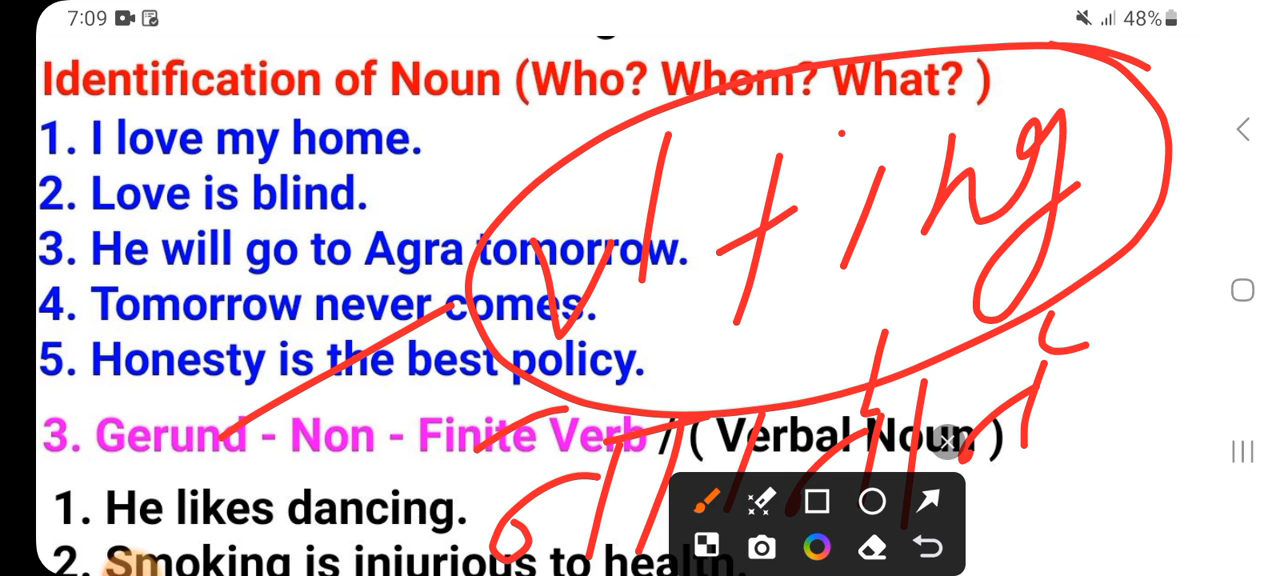 7:09 48%
Identification of Noun (Who? Whom? What? )
1. I love my home.
2. Love is blind.
3. He will go to Agra tomorrow.
4. Tomorrow never comes.
5. Honesty is the best policy.
V1 + ing
3. Gerund - Non - Finite Verb / ( Verbal Noun )
1. He likes dancing.
2. Smoking is injurious to health.